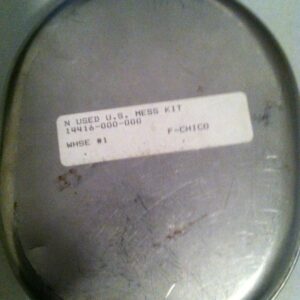 N USED U.S. MESS KIT
14416-000-000
F-CHICO
WHSE #1